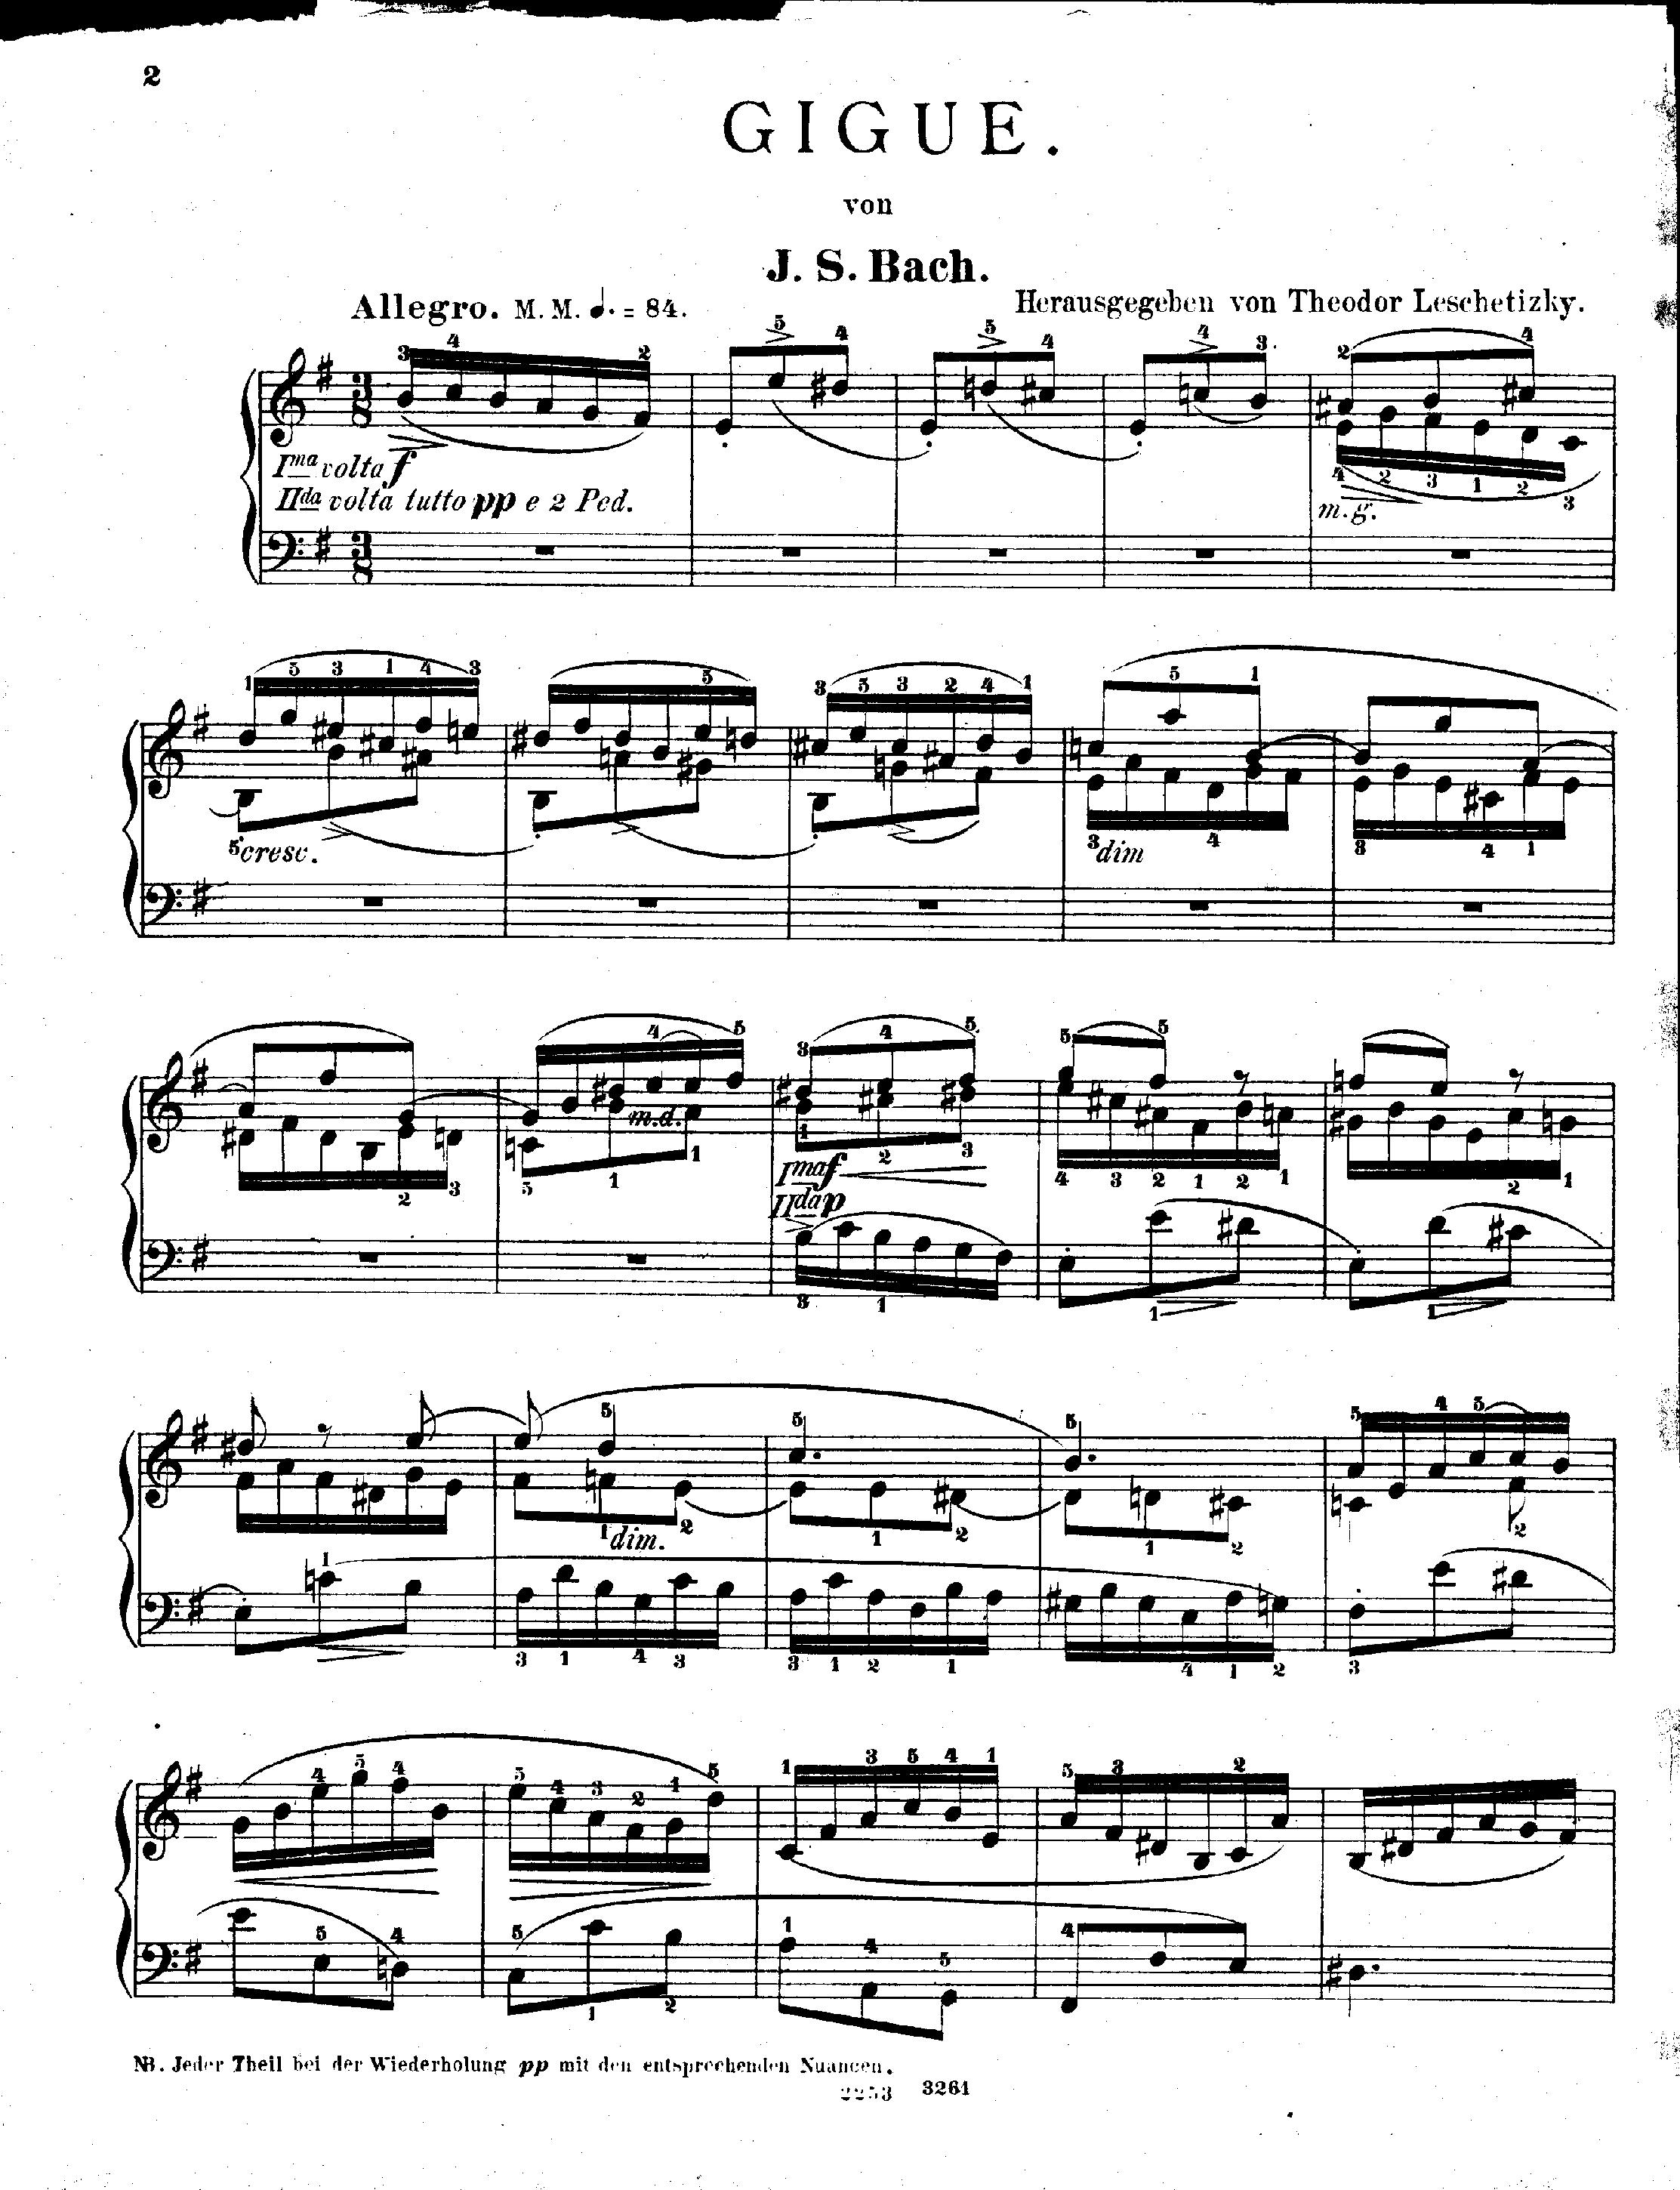 2
GIGUE.
von
J. S. Bach.
Allegro. M. M. ♩. = 84.
Herausgegeben von Theodor Leschetizky.
Ima volta f
IIda volta tutto pp e 2 Ped.
m.g.
cresc.
dim
m.d.
Ima f
IIda p
dim.
NB. Jeder Theil bei der Wiederholung pp mit den entsprechenden Nuancen.
2253 3261